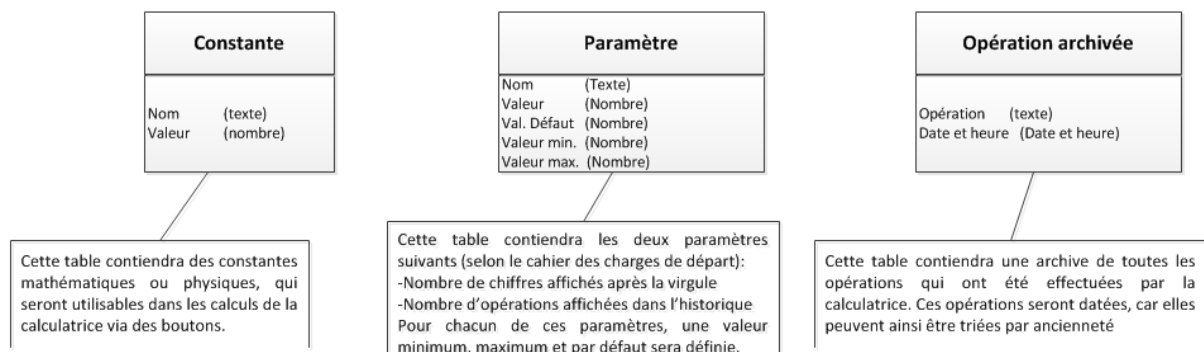 Constante
Nom (texte)
Valeur (nombre)
Cette table contiendra des constantes
mathématiques ou physiques, qui
seront utilisables dans les calculs de la
calculatrice via des boutons.
Paramètre
Nom (Texte)
Valeur (Nombre)
Val. Défaut (Nombre)
Valeur min. (Nombre)
Valeur max. (Nombre)
Cette table contiendra les deux paramètres
suivants (selon le cahier des charges de départ):
-Nombre de chiffres affichés après la virgule
-Nombre d’opérations affichées dans l’historique
Pour chacun de ces paramètres, une valeur
minimum, maximum et par défaut sera définie.
Opération archivée
Opération (texte)
Date et heure (Date et heure)
Cette table contiendra une archive de toutes les
opérations qui ont été effectuées par la
calculatrice. Ces opérations seront datées, car elles
peuvent ainsi être triées par ancienneté